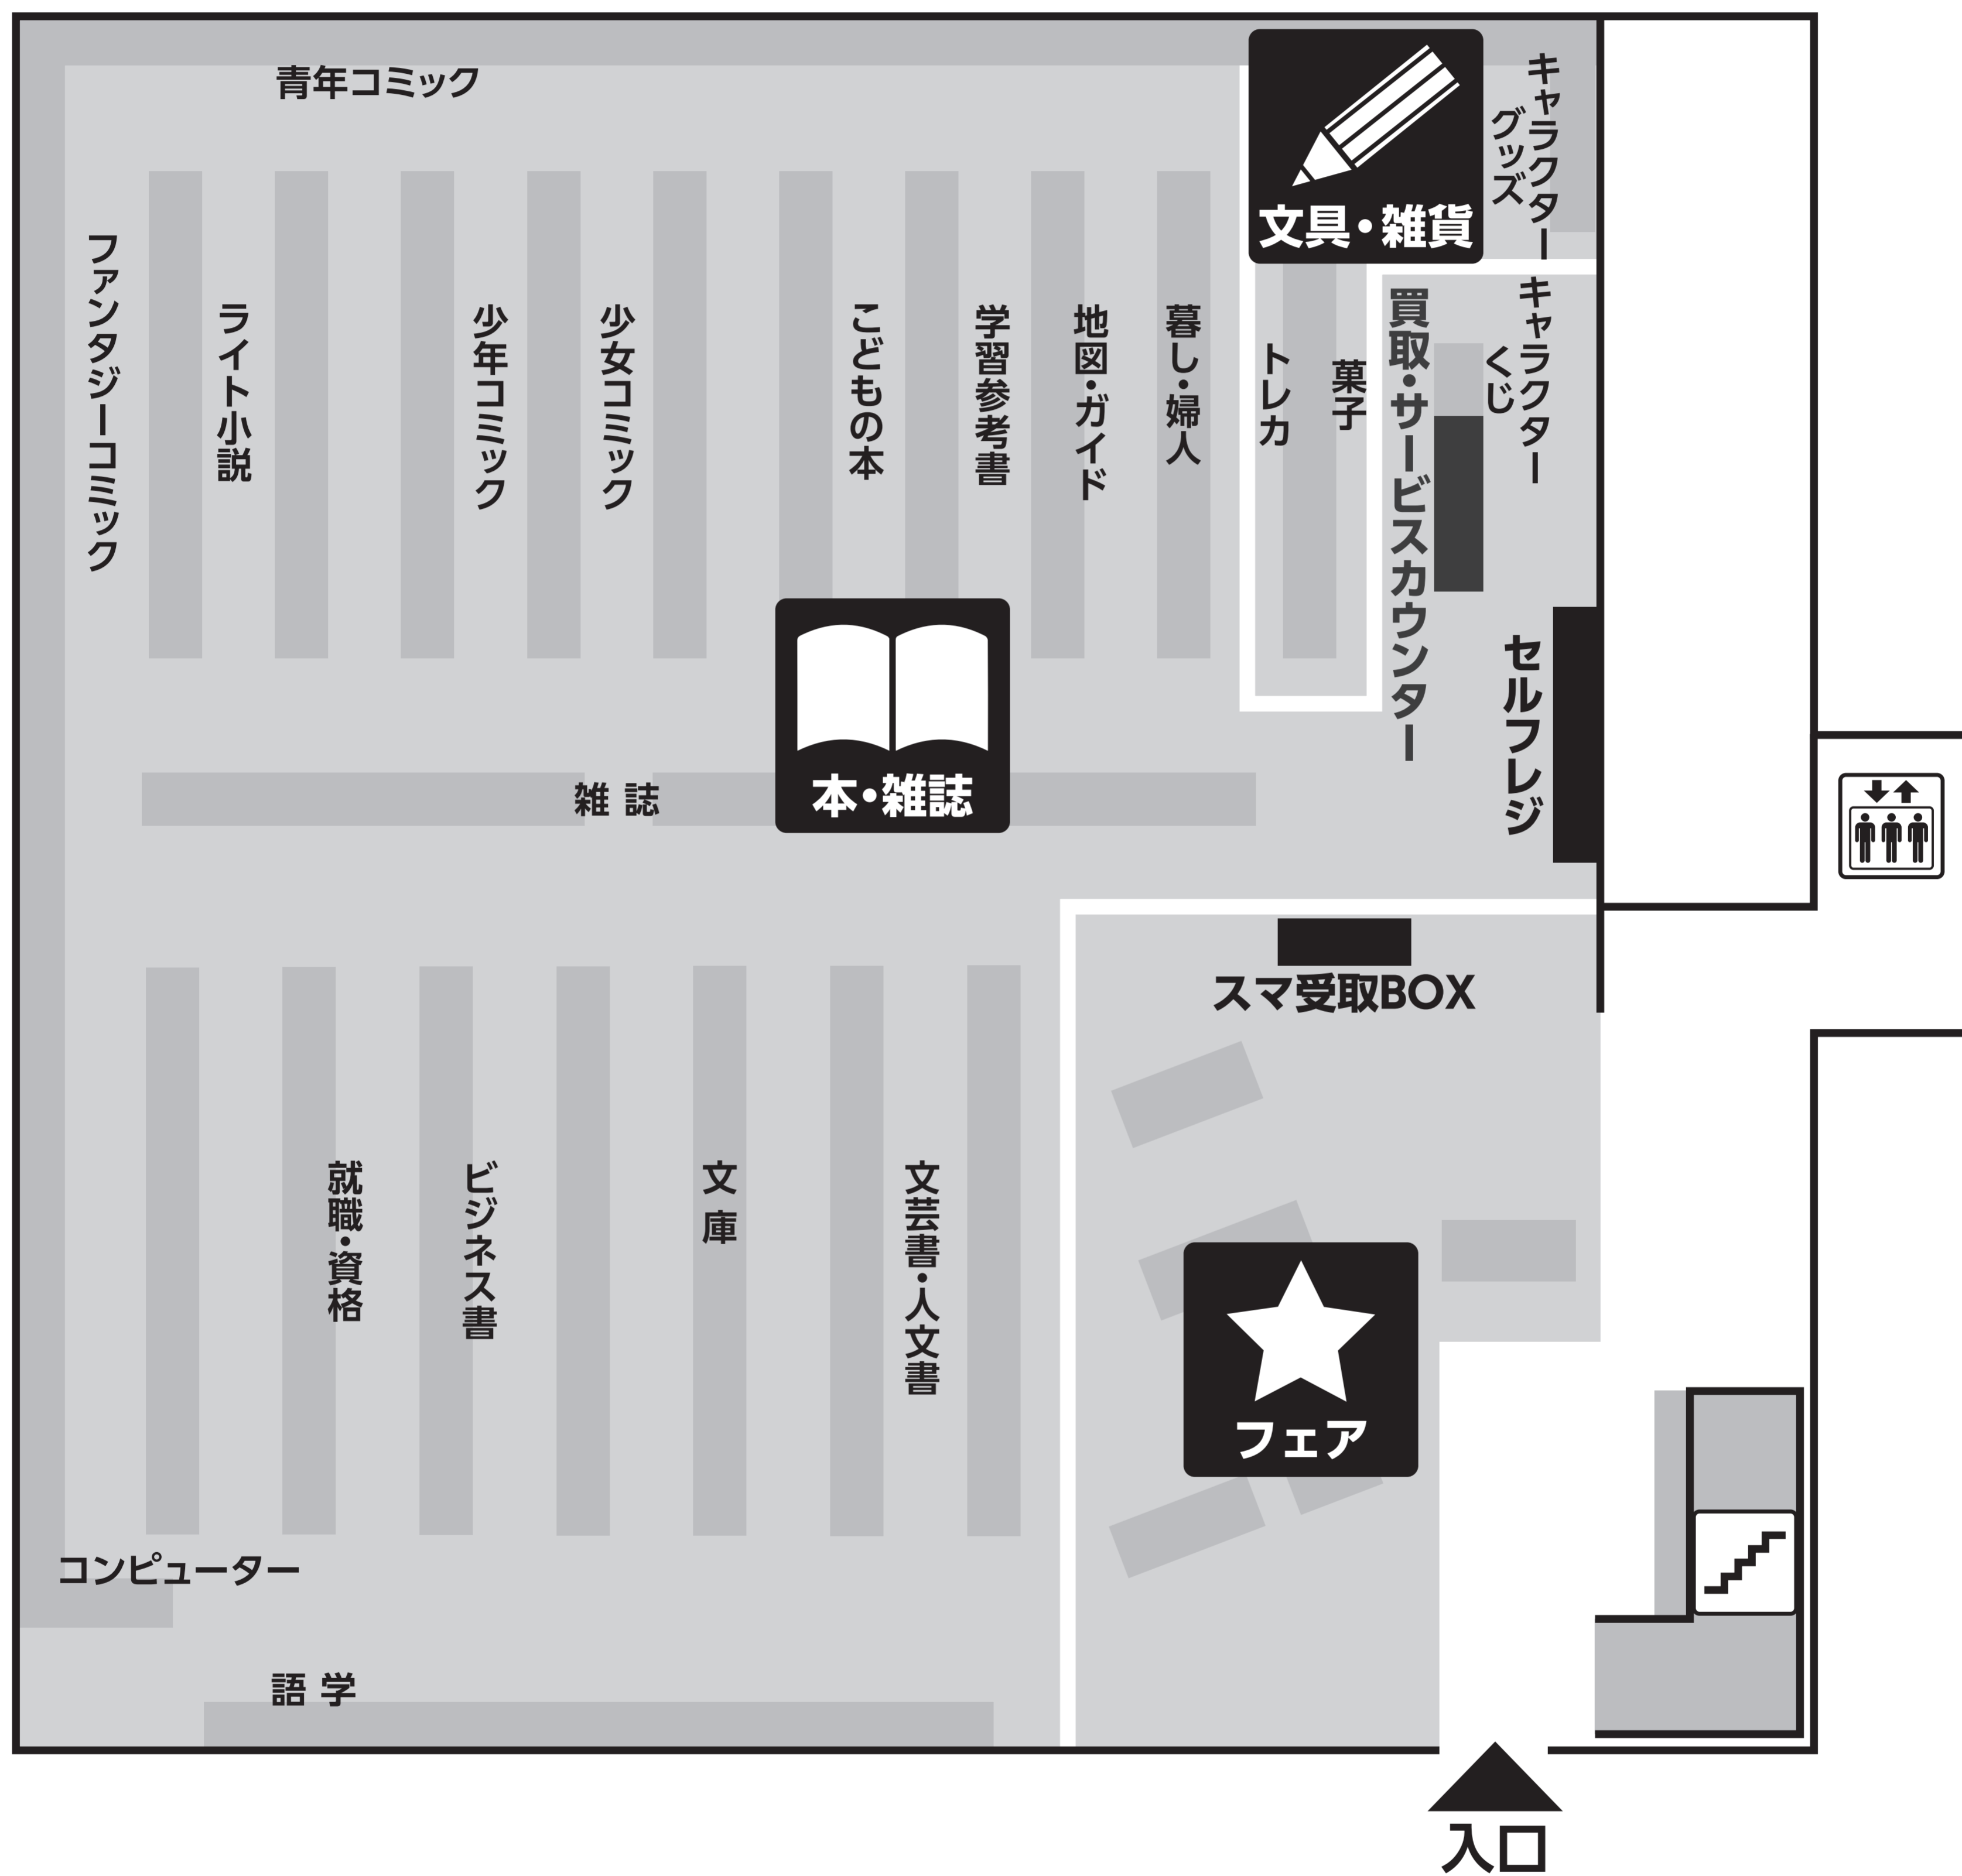 青年コミック
キャラクター
グッズ
文具・雑貨
ファンタジーコミック
ライト小説
少年コミック
少女コミック
こどもの本
学習参考書
地図・ガイド
暮し・婦人
トレカ
菓子
買取・サービスカウンター
キャラクター
くじ
セルフレジ
雑 誌
本・雑誌
スマ受取BOX
就職・資格
ビジネス書
文 庫
文芸書・人文書
フェア
コンピューター
語 学
入口